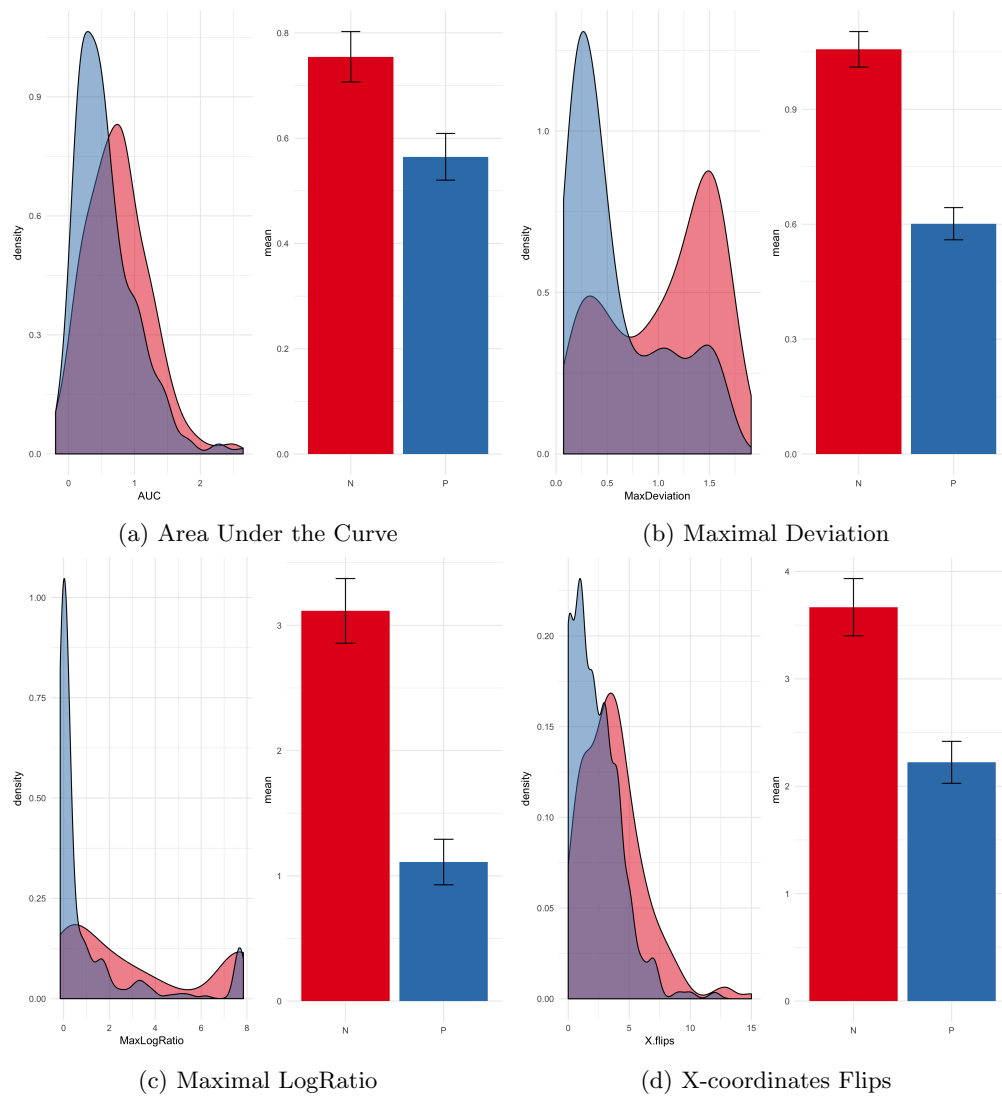 density
0.9
0.6
0.3
0.0
0
1
2
AUC
mean
0.8
0.6
0.4
0.2
0.0
N
P
density
1.0
0.5
0.0
0.0
0.5
1.0
1.5
MaxDeviation
mean
0.9
0.6
0.3
0.0
N
P
(a) Area Under the Curve
(b) Maximal Deviation
density
1.00
0.75
0.50
0.25
0.00
0
2
4
6
8
MaxLogRatio
mean
3
2
1
0
N
P
density
0.20
0.15
0.10
0.05
0.00
0
5
10
15
X.flips
mean
4
3
2
1
0
N
P
(c) Maximal LogRatio
(d) X-coordinates Flips